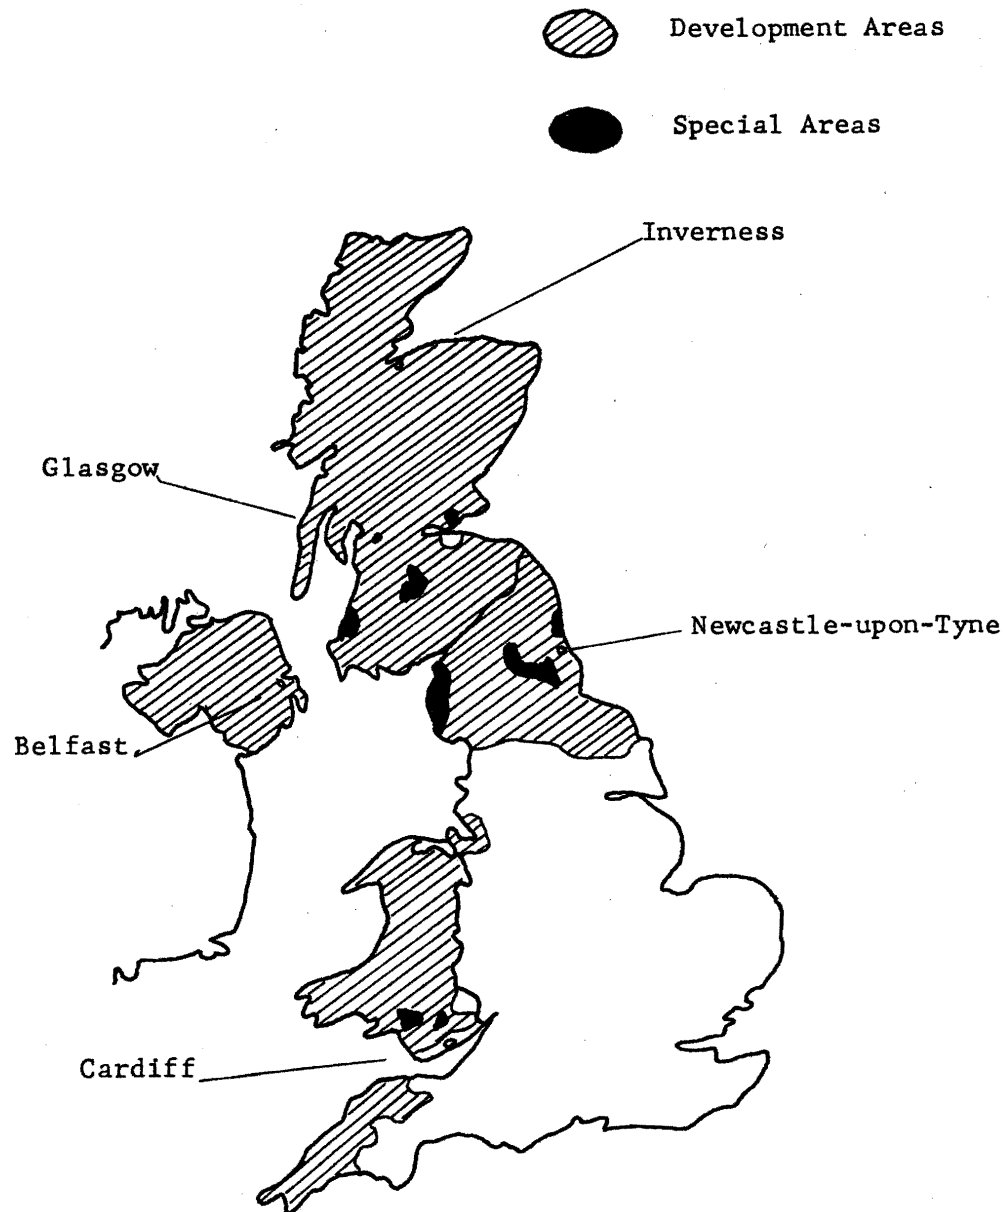 Development Areas
Special Areas
Inverness
Glasgow
Newcastle-upon-Tyne
Belfast
Cardiff